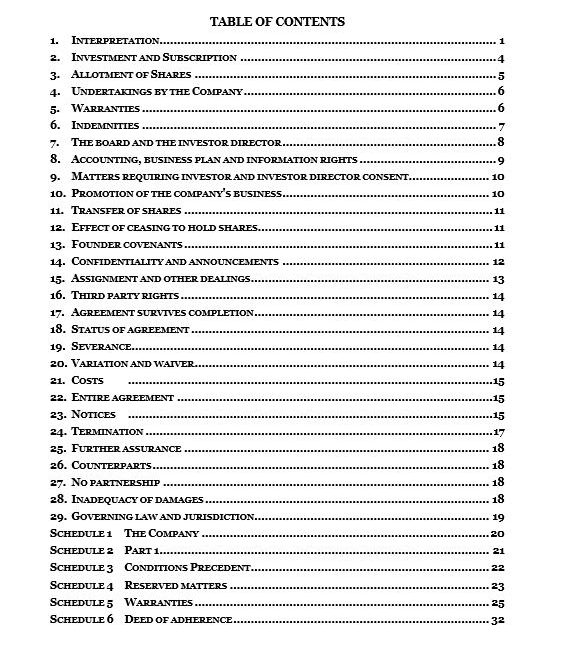 TABLE OF CONTENTS
1. INTERPRETATION........ 1
2. INVESTMENT AND SUBSCRIPTION ........ 4
3. ALLOTMENT OF SHARES ........ 5
4. UNDERTAKINGS BY THE COMPANY........ 6
5. WARRANTIES ........ 6
6. INDEMNITIES ........ 7
7. THE BOARD AND THE INVESTOR DIRECTOR........ 8
8. ACCOUNTING, BUSINESS PLAN AND INFORMATION RIGHTS ........ 9
9. MATTERS REQUIRING INVESTOR AND INVESTOR DIRECTOR CONSENT........ 10
10. PROMOTION OF THE COMPANY'S BUSINESS........ 10
11. TRANSFER OF SHARES ........ 11
12. EFFECT OF CEASING TO HOLD SHARES........ 11
13. FOUNDER COVENANTS ........ 11
14. CONFIDENTIALITY AND ANNOUNCEMENTS ........ 12
15. ASSIGNMENT AND OTHER DEALINGS........ 13
16. THIRD PARTY RIGHTS ........ 14
17. AGREEMENT SURVIVES COMPLETION........ 14
18. STATUS OF AGREEMENT ........ 14
19. SEVERANCE........ 14
20. VARIATION AND WAIVER........ 14
21. COSTS ........ 15
22. ENTIRE AGREEMENT ........ 15
23. NOTICES ........ 15
24. TERMINATION ........ 17
25. FURTHER ASSURANCE ........ 18
26. COUNTERPARTS........ 18
27. NO PARTNERSHIP ........ 18
28. INADEQUACY OF DAMAGES ........ 18
29. GOVERNING LAW AND JURISDICTION........ 19
SCHEDULE 1 THE COMPANY ........ 20
SCHEDULE 2 PART 1........ 21
SCHEDULE 3 CONDITIONS PRECEDENT........ 22
SCHEDULE 4 RESERVED MATTERS ........ 23
SCHEDULE 5 WARRANTIES ........ 25
SCHEDULE 6 DEED OF ADHERENCE........ 32